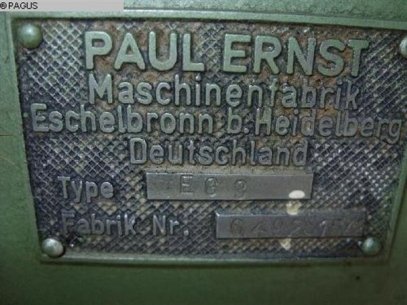 ©PAGUS
PAUL ERNST
Maschinenfabrik
Eschelbronn b. Heidelberg
Deutschland
Type
Fabrik Nr.